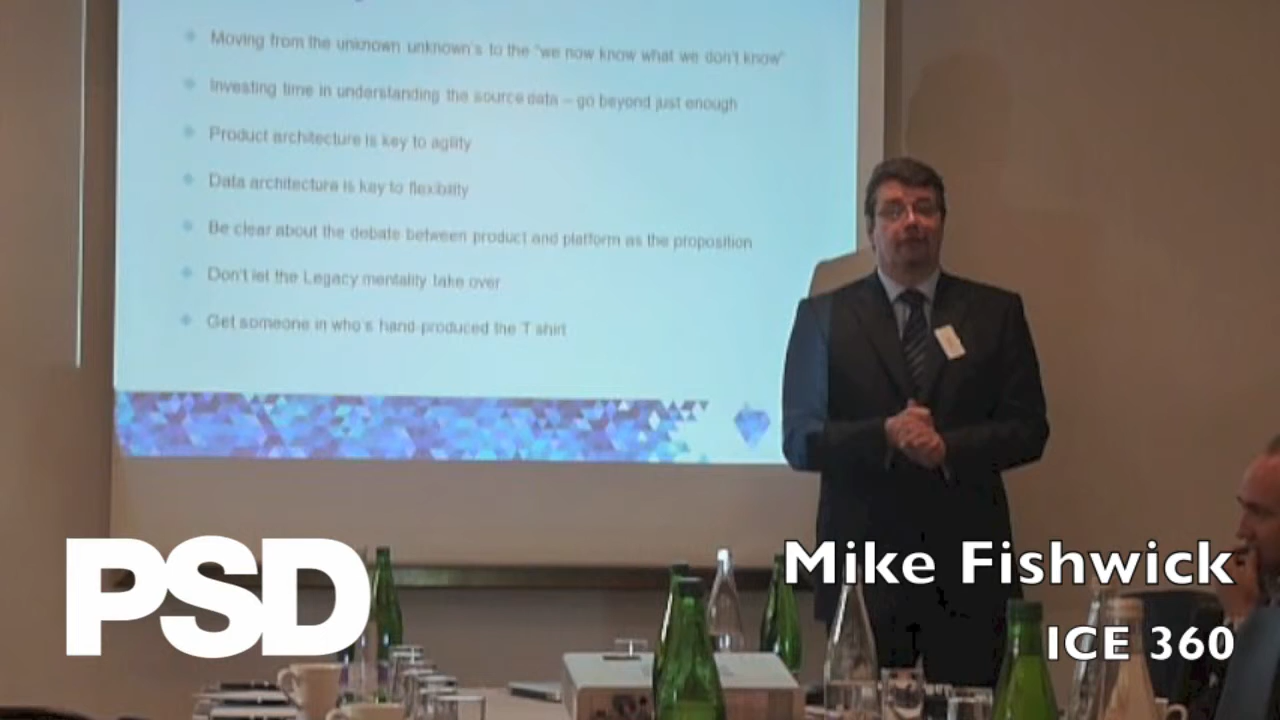 Moving from the unknown unknown's to the "we now know what we don't know"
Investing time in understanding the source data – go beyond just enough
Product architecture is key to agility
Data architecture is key to flexibility
Be clear about the debate between product and platform as the proposition
Don't let the Legacy mentality take over
Get someone in who's hand-produced the T shirt
PSD
Mike Fishwick
ICE 360